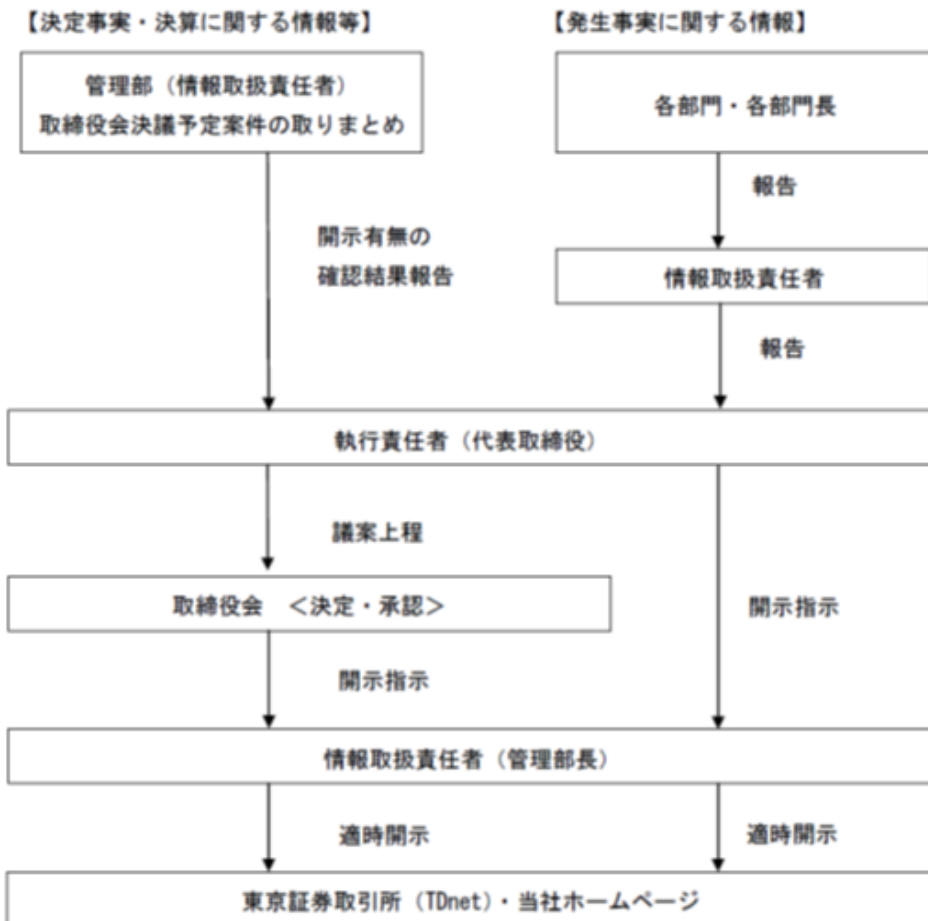 【決定事実・決算に関する情報等】
【発生事実に関する情報】
管理部（情報取扱責任者）
取締役会決議予定案件の取りまとめ
各部門・各部門長
報告
開示有無の
確認結果報告
情報取扱責任者
報告
執行責任者（代表取締役）
議案上程
取締役会　＜決定・承認＞
開示指示
開示指示
情報取扱責任者（管理部長）
適時開示
適時開示
東京証券取引所（TDnet）・当社ホームページ